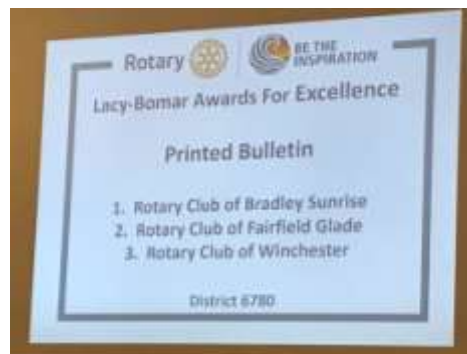 Rotary
BE THE
INSPIRATION
Lacy-Bomar Awards For Excellence
Printed Bulletin
1. Rotary Club of Bradley Sunrise
2. Rotary Club of Fairfield Glade
3. Rotary Club of Winchester
District 6780